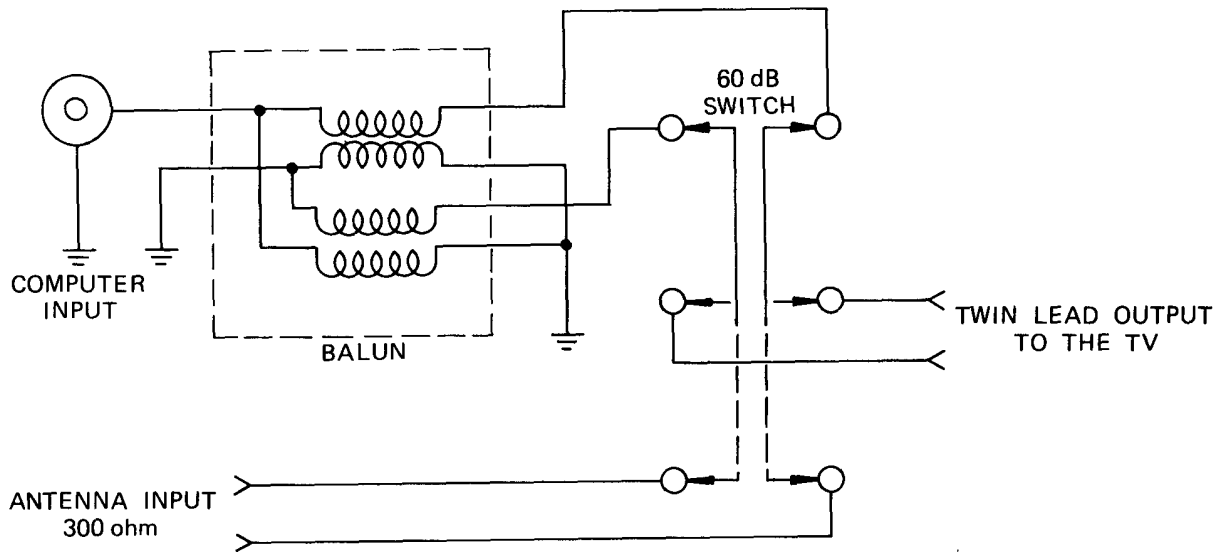 60 dB
SWITCH
COMPUTER
INPUT
BALUN
TWIN LEAD OUTPUT
TO THE TV
ANTENNA INPUT
300 ohm